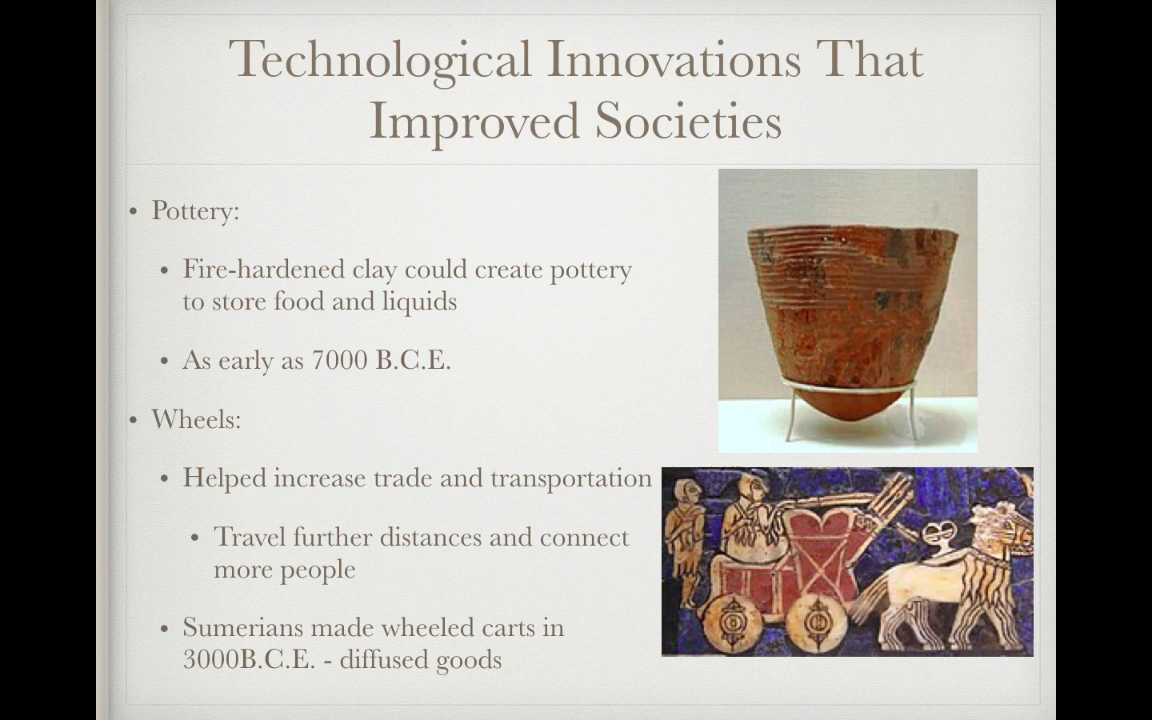 Technological Innovations That
Improved Societies
• Pottery:
• Fire-hardened clay could create pottery
to store food and liquids
• As early as 7000 B.C.E.
• Wheels:
• Helped increase trade and transportation
• Travel further distances and connect
more people
• Sumerians made wheeled carts in
3000B.C.E. - diffused goods